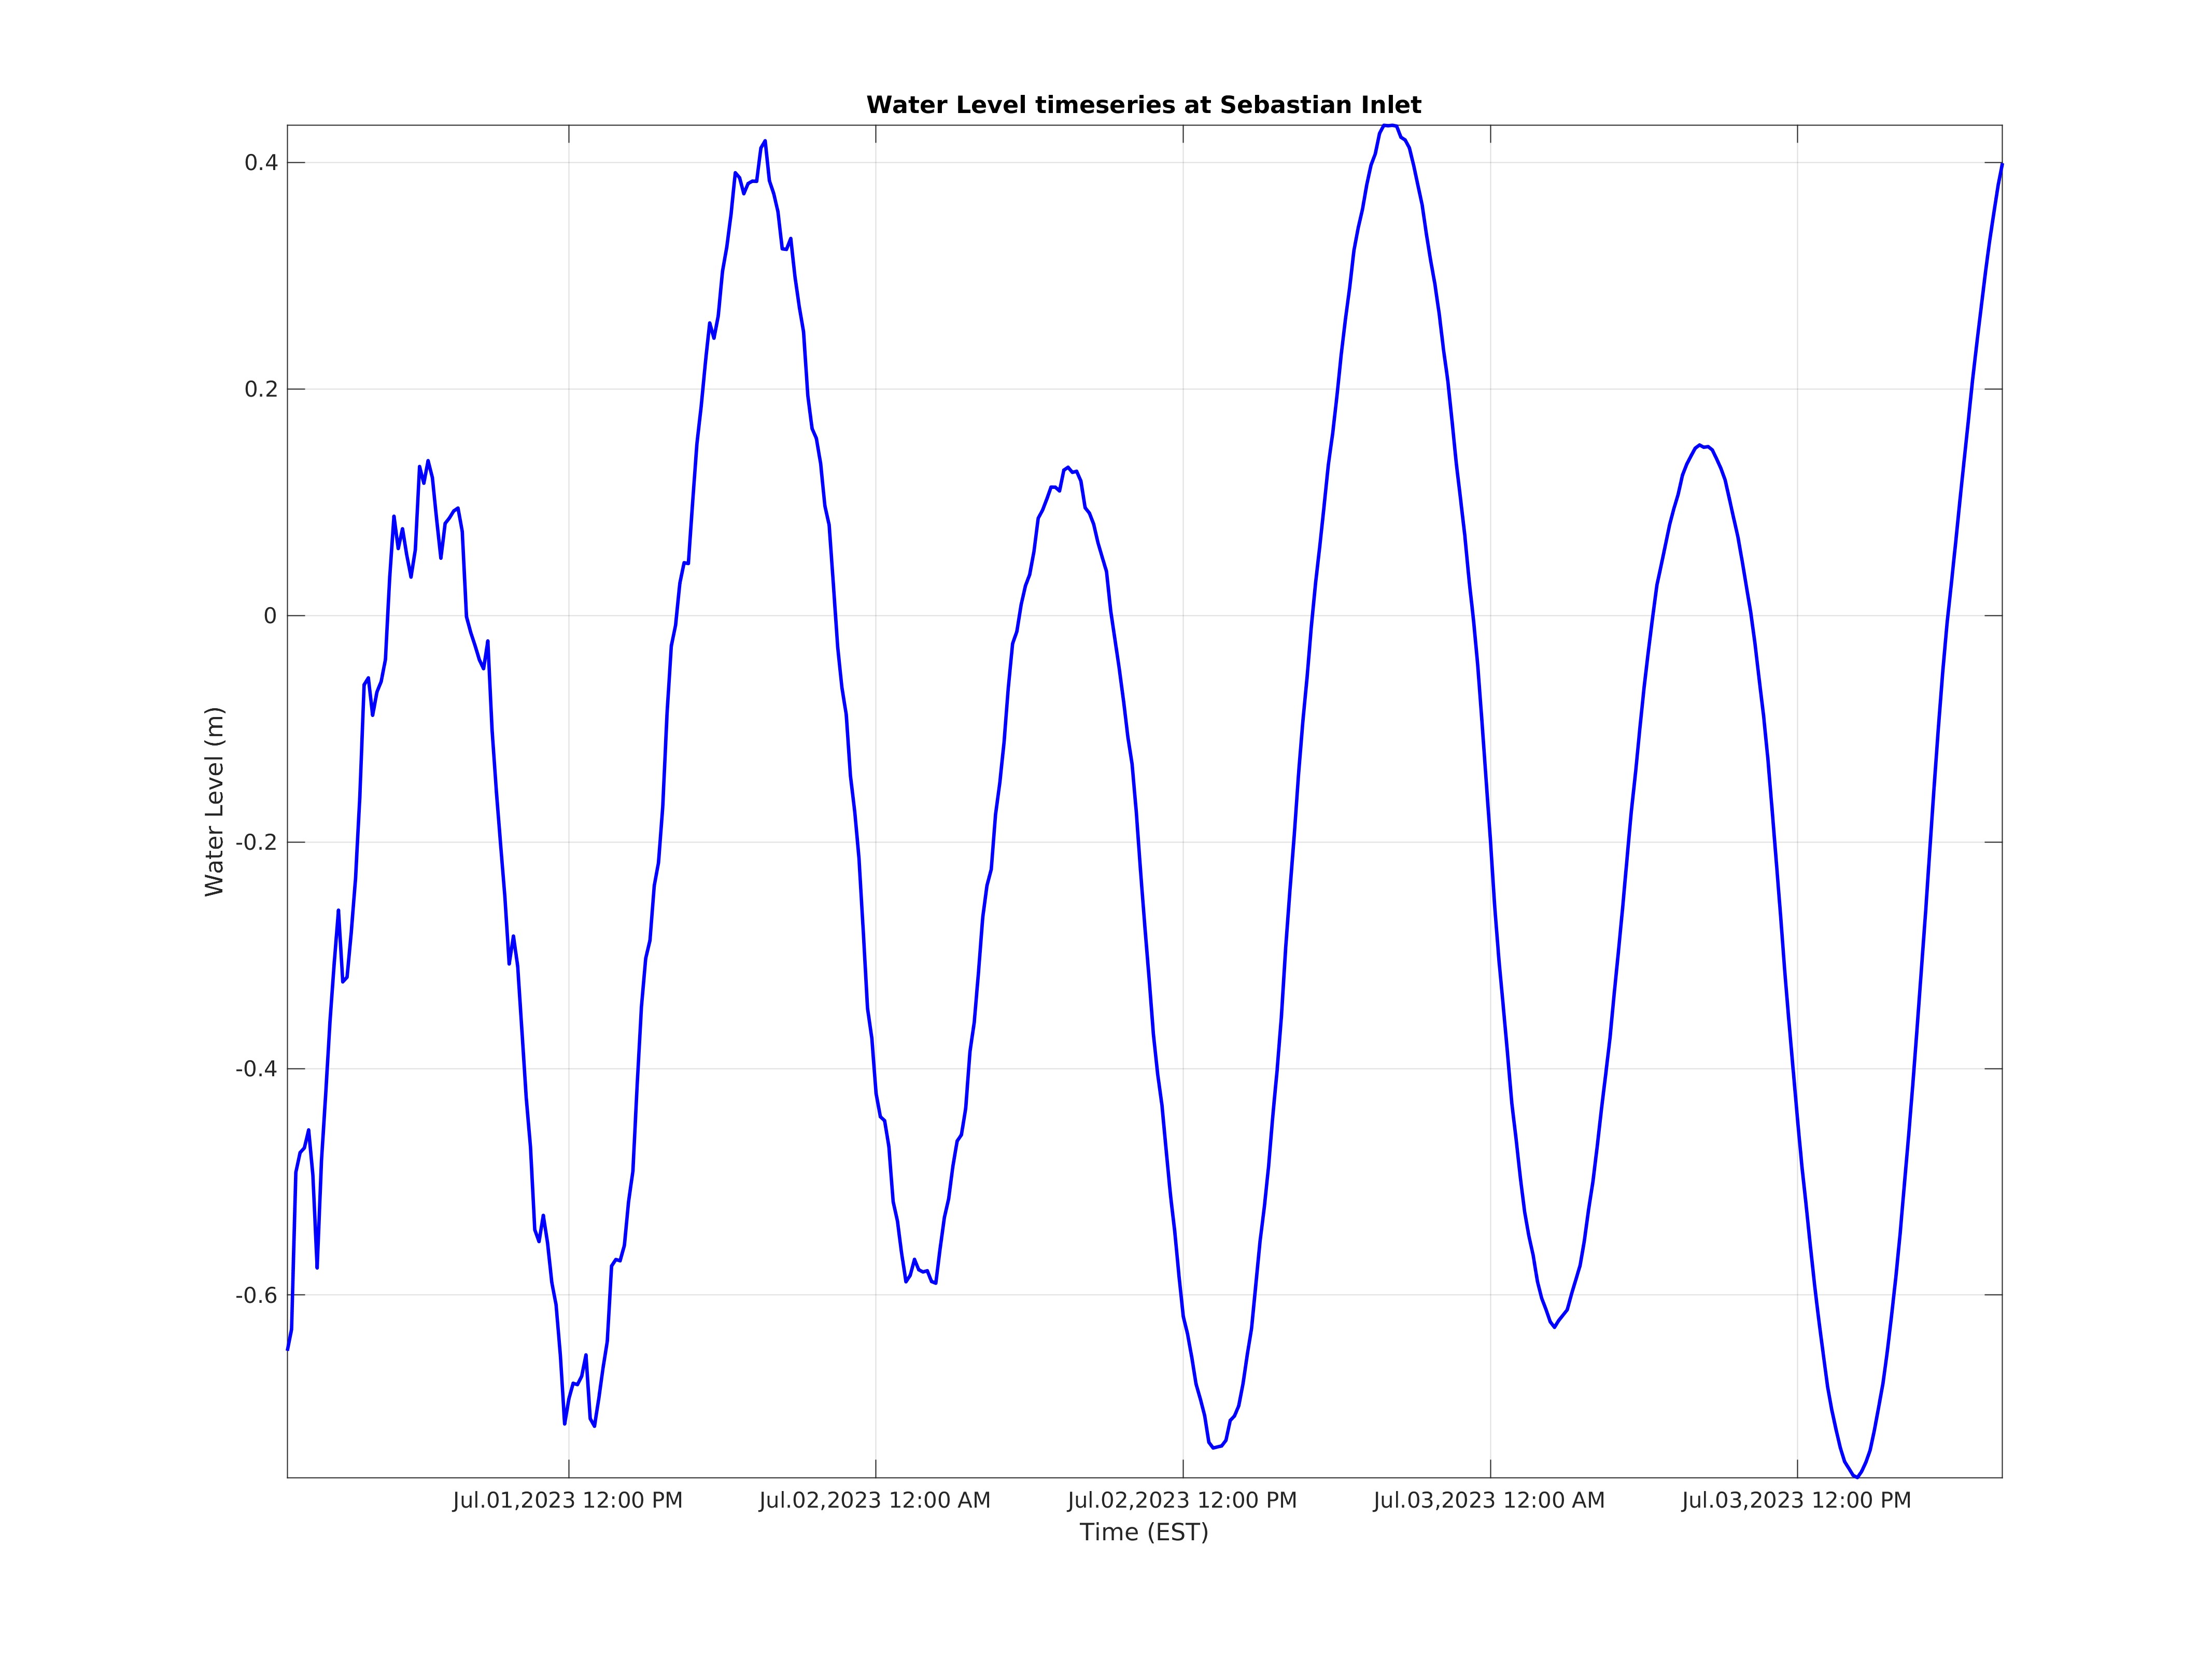 Water Level timeseries at Sebastian Inlet
0.4
0.2
0
-0.2
-0.4
-0.6
Water Level (m)
Jul.01,2023 12:00 PM
Jul.02,2023 12:00 AM
Jul.02,2023 12:00 PM
Jul.03,2023 12:00 AM
Jul.03,2023 12:00 PM
Time (EST)